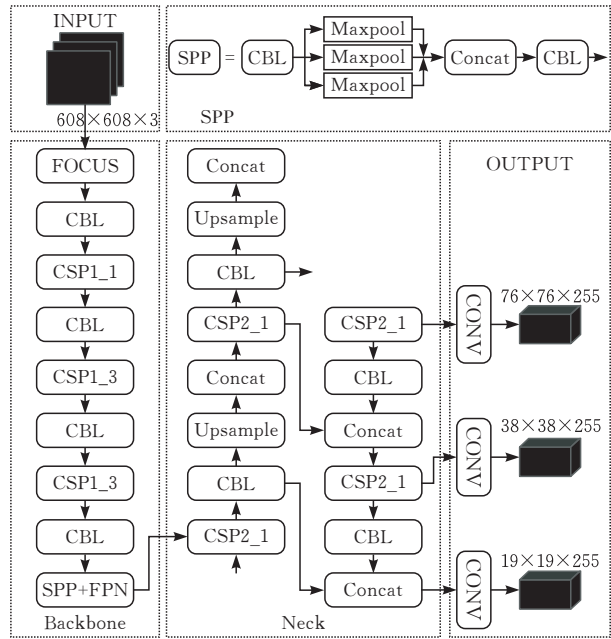 INPUT
608×608×3
SPP = CBL
Maxpool
Maxpool
Maxpool
Concat
CBL
SPP
FOCUS
CBL
CSP1_1
CBL
CSP1_3
CBL
CSP1_3
CBL
SPP+FPN
Backbone
Concat
Upsample
CBL
CSP2_1
Concat
Upsample
CBL
CSP2_1
CSP2_1
CBL
Concat
CSP2_1
CBL
Concat
Neck
OUTPUT
CONV
76×76×255
CONV
38×38×255
CONV
19×19×255